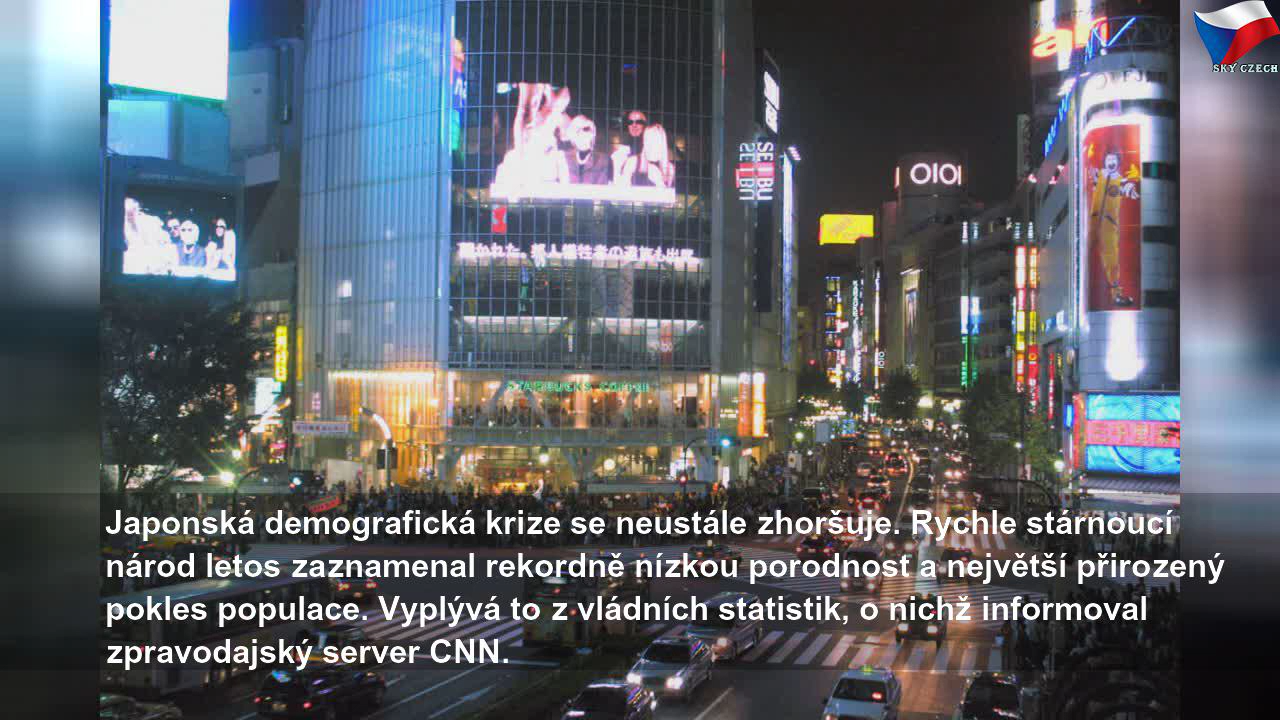 SKY CZECH
SEIBU
OIOI
STARBUCKS COFFEE
Japonská demografická krize se neustále zhoršuje. Rychle stárnoucí
národ letos zaznamenal rekordně nízkou porodnost a největší přirozený
pokles populace. Vyplývá to z vládních statistik, o nichž informoval
zpravodajský server CNN.